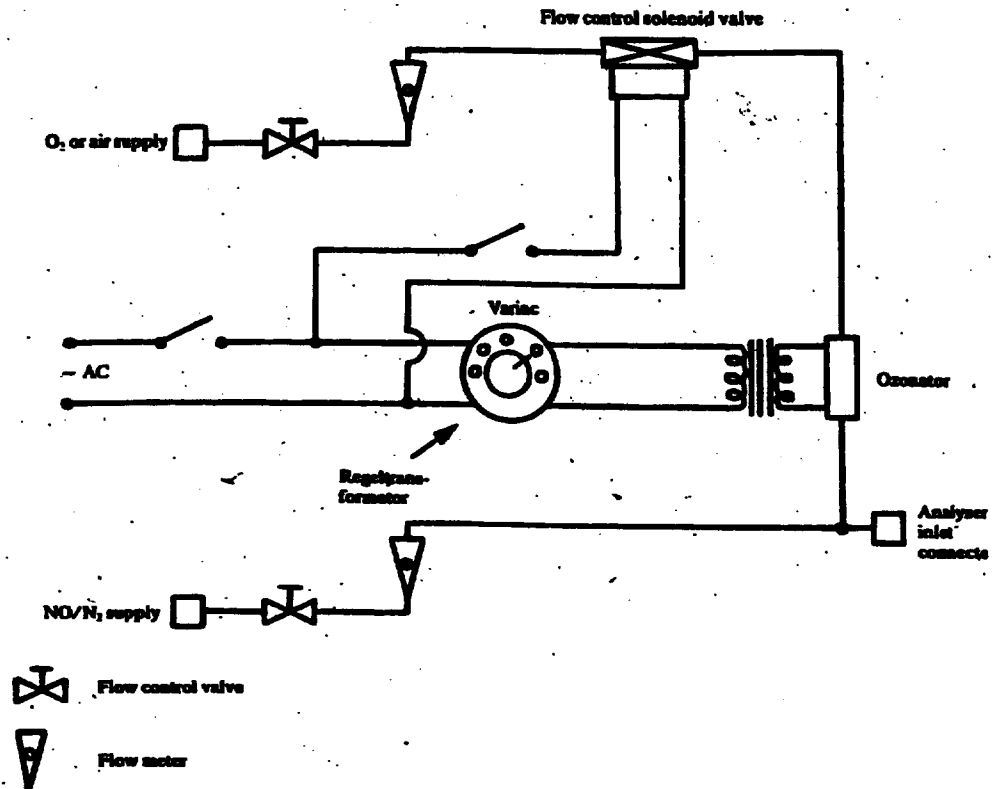 Flow control solenoid valve
O₂ or air supply
Variac
~ AC
Ozonator
Regeltrans-
formator
Analyser
inlet
connects
NO/N₂ supply
Flow control valve
Flow meter